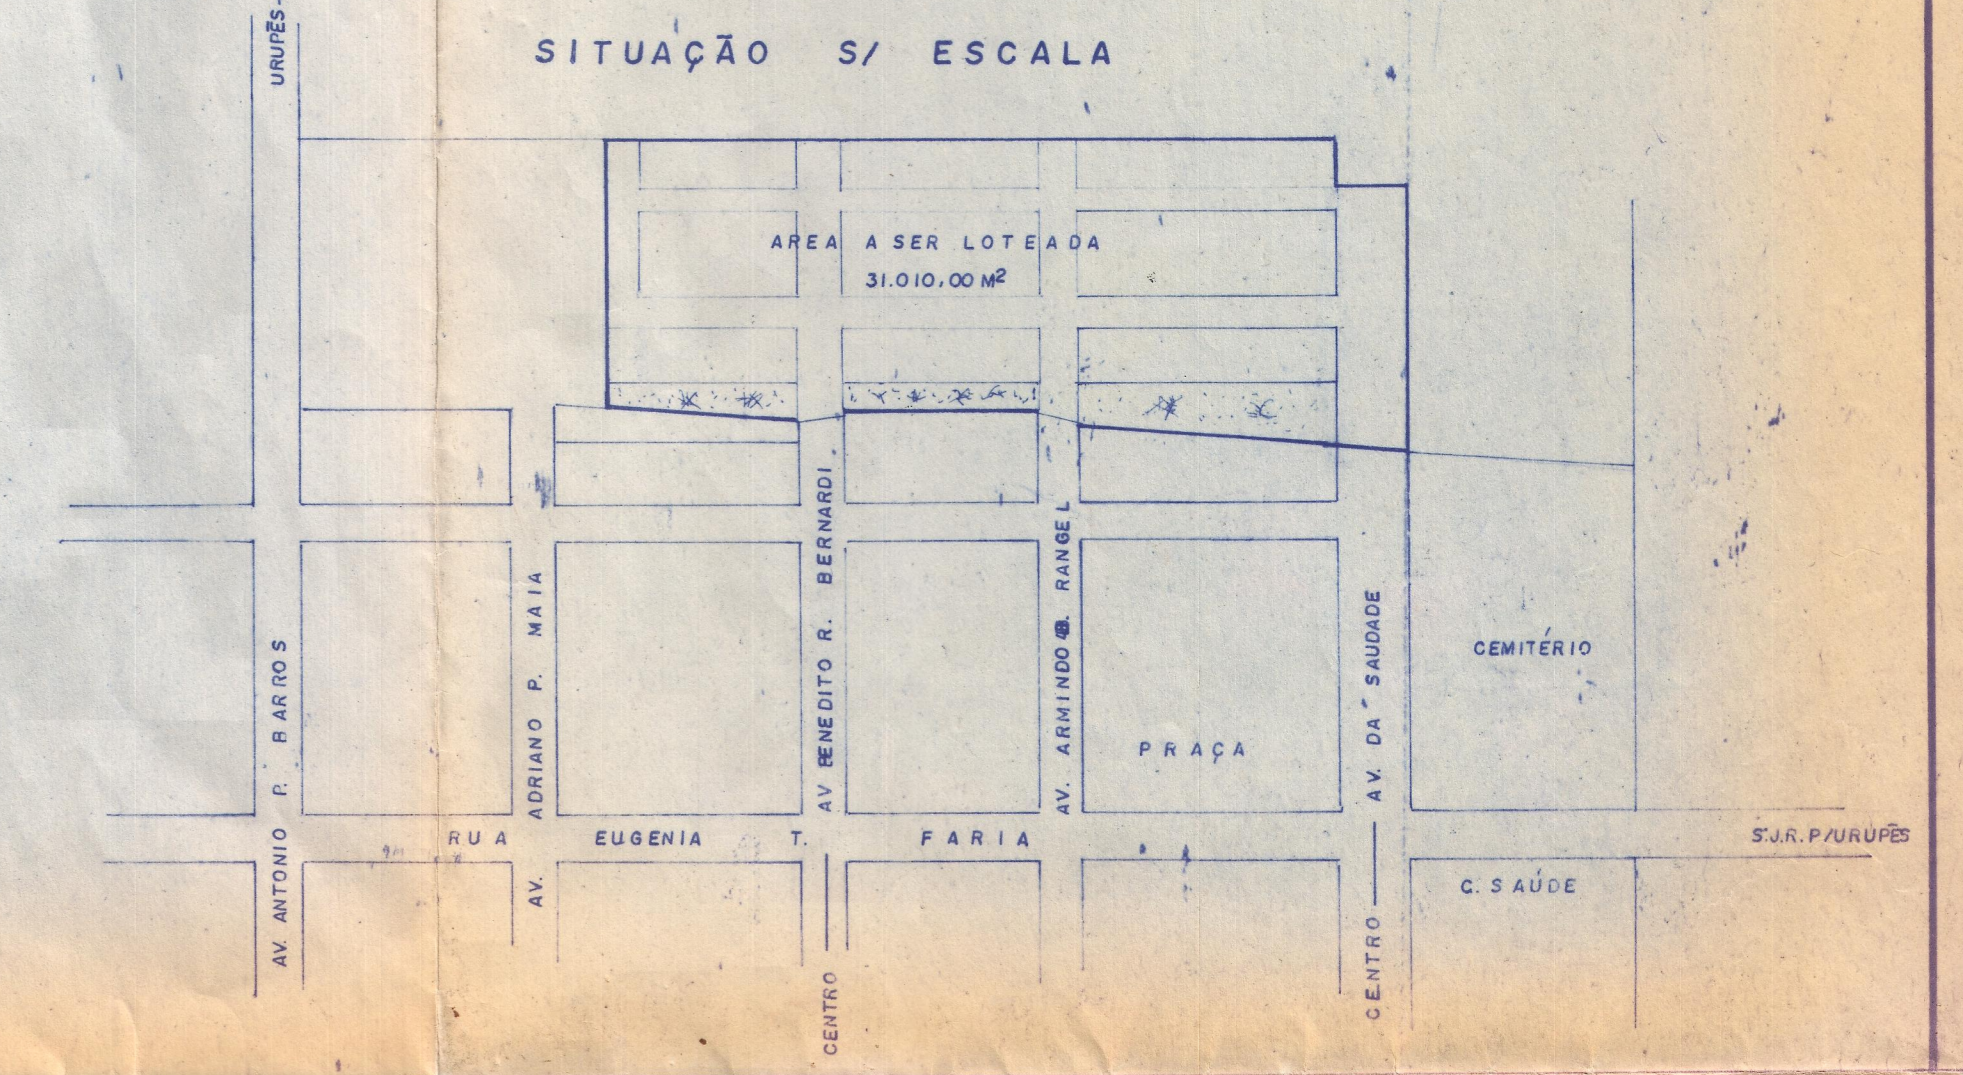 URUPÊS-
SITUAÇÃO S/ ESCALA
AREA A SER LOTEADA
31.010,00 M2
AV. ANTONIO P. BARROS
AV. ADRIANO P. MAIA
AV BENEDITO R. BERNARDI
AV. ARMINDO RANGEL
AV. DA SAUDADE
CEMITÉRIO
PRAÇA
RUA EUGENIA T. FARIA
S.J.R.P/URUPÊS
C. SAÚDE
CENTRO
CENTRO